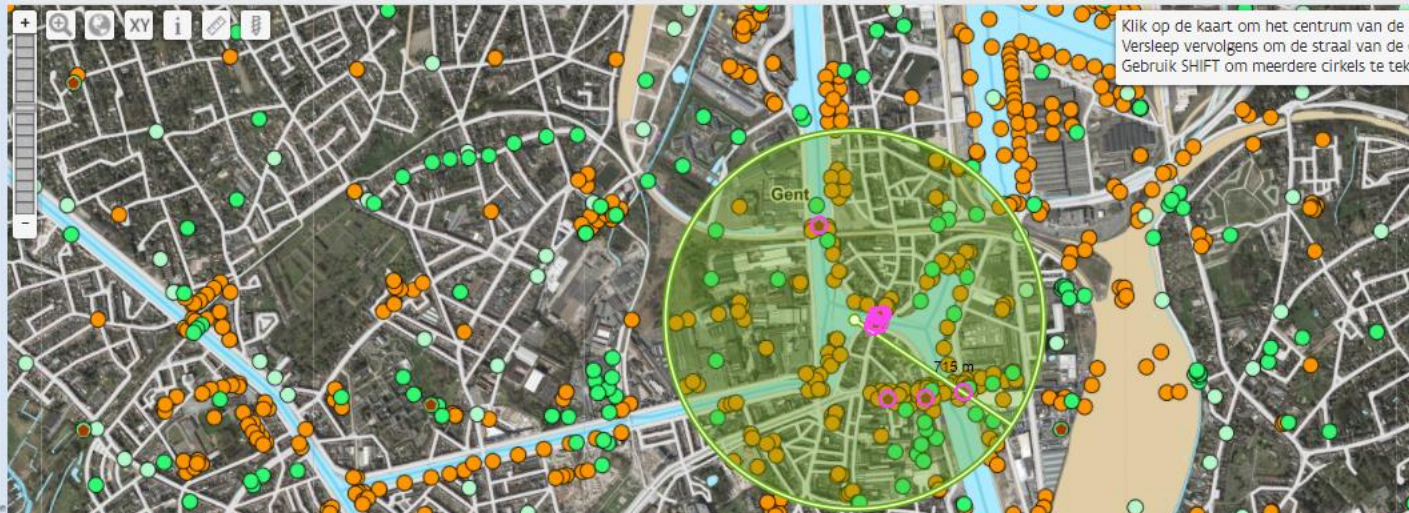 +
XY
i
Klik op de kaart om het centrum van de
Versleep vervolgens om de straal van de
Gebruik SHIFT om meerdere cirkels te tek
Gent
715 m
−